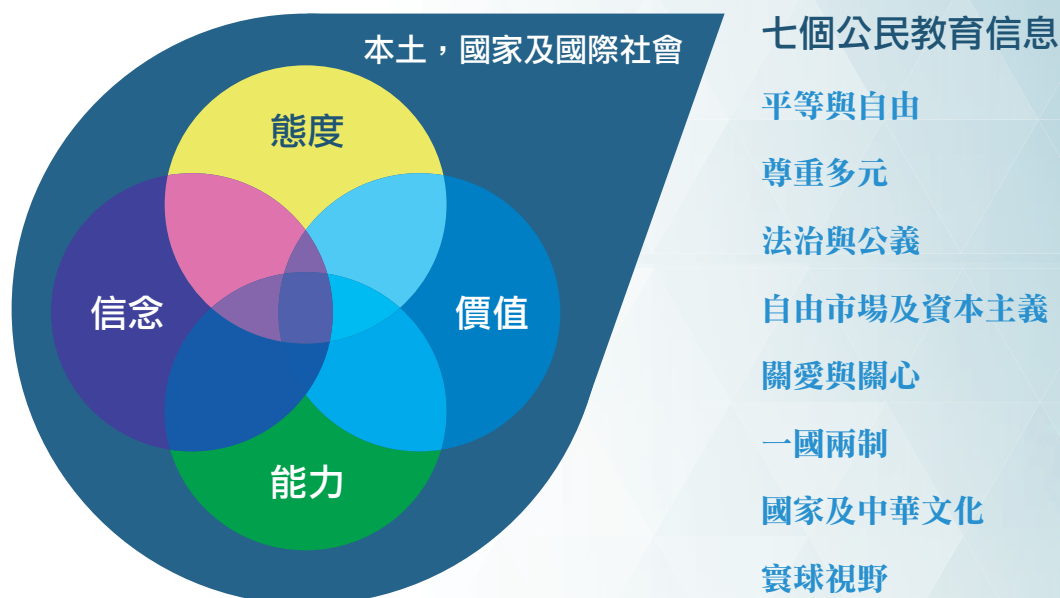 本土，國家及國際社會
態度
信念
價值
能力
七個公民教育信息
平等與自由
尊重多元
法治與公義
自由市場及資本主義
關愛與關心
一國兩制
國家及中華文化
寰球視野